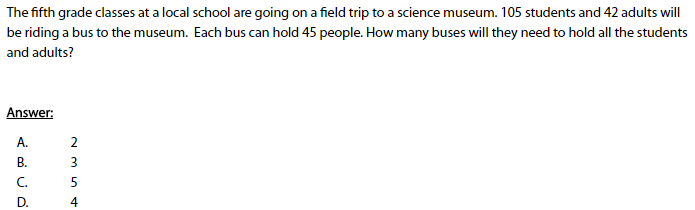 The fifth grade classes at a local school are going on a field trip to a science museum. 105 students and 42 adults will
be riding a bus to the museum.  Each bus can hold 45 people. How many buses will they need to hold all the students
and adults?
Answer:
A. 2
B. 3
C. 5
D. 4